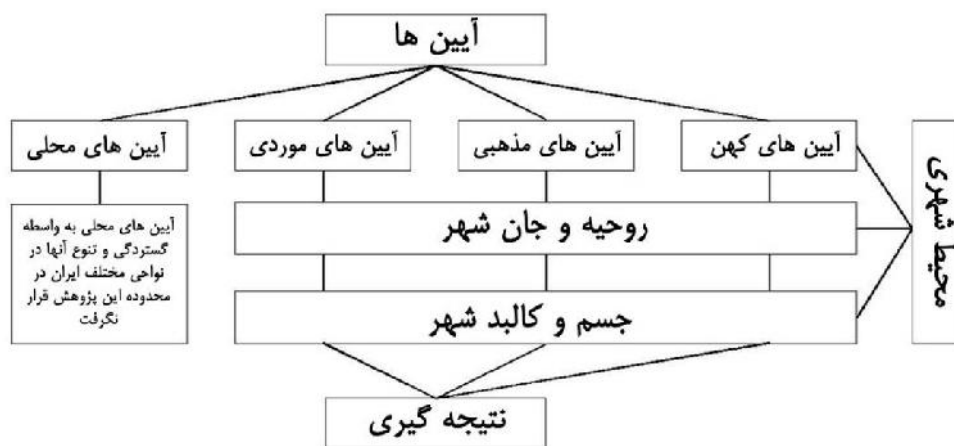 آیین ها
آیین های کهن
آیین های مذهبی
آیین های موردی
آیین های محلی
محیط شهری
روحیه و جان شهر
آیین های محلی به واسطه
گستردگی و تنوع آنها در
نواحی مختلف ایران در
محدوده این پژوهش قرار
نگرفت
جسم و کالبد شهر
نتیجه گیری